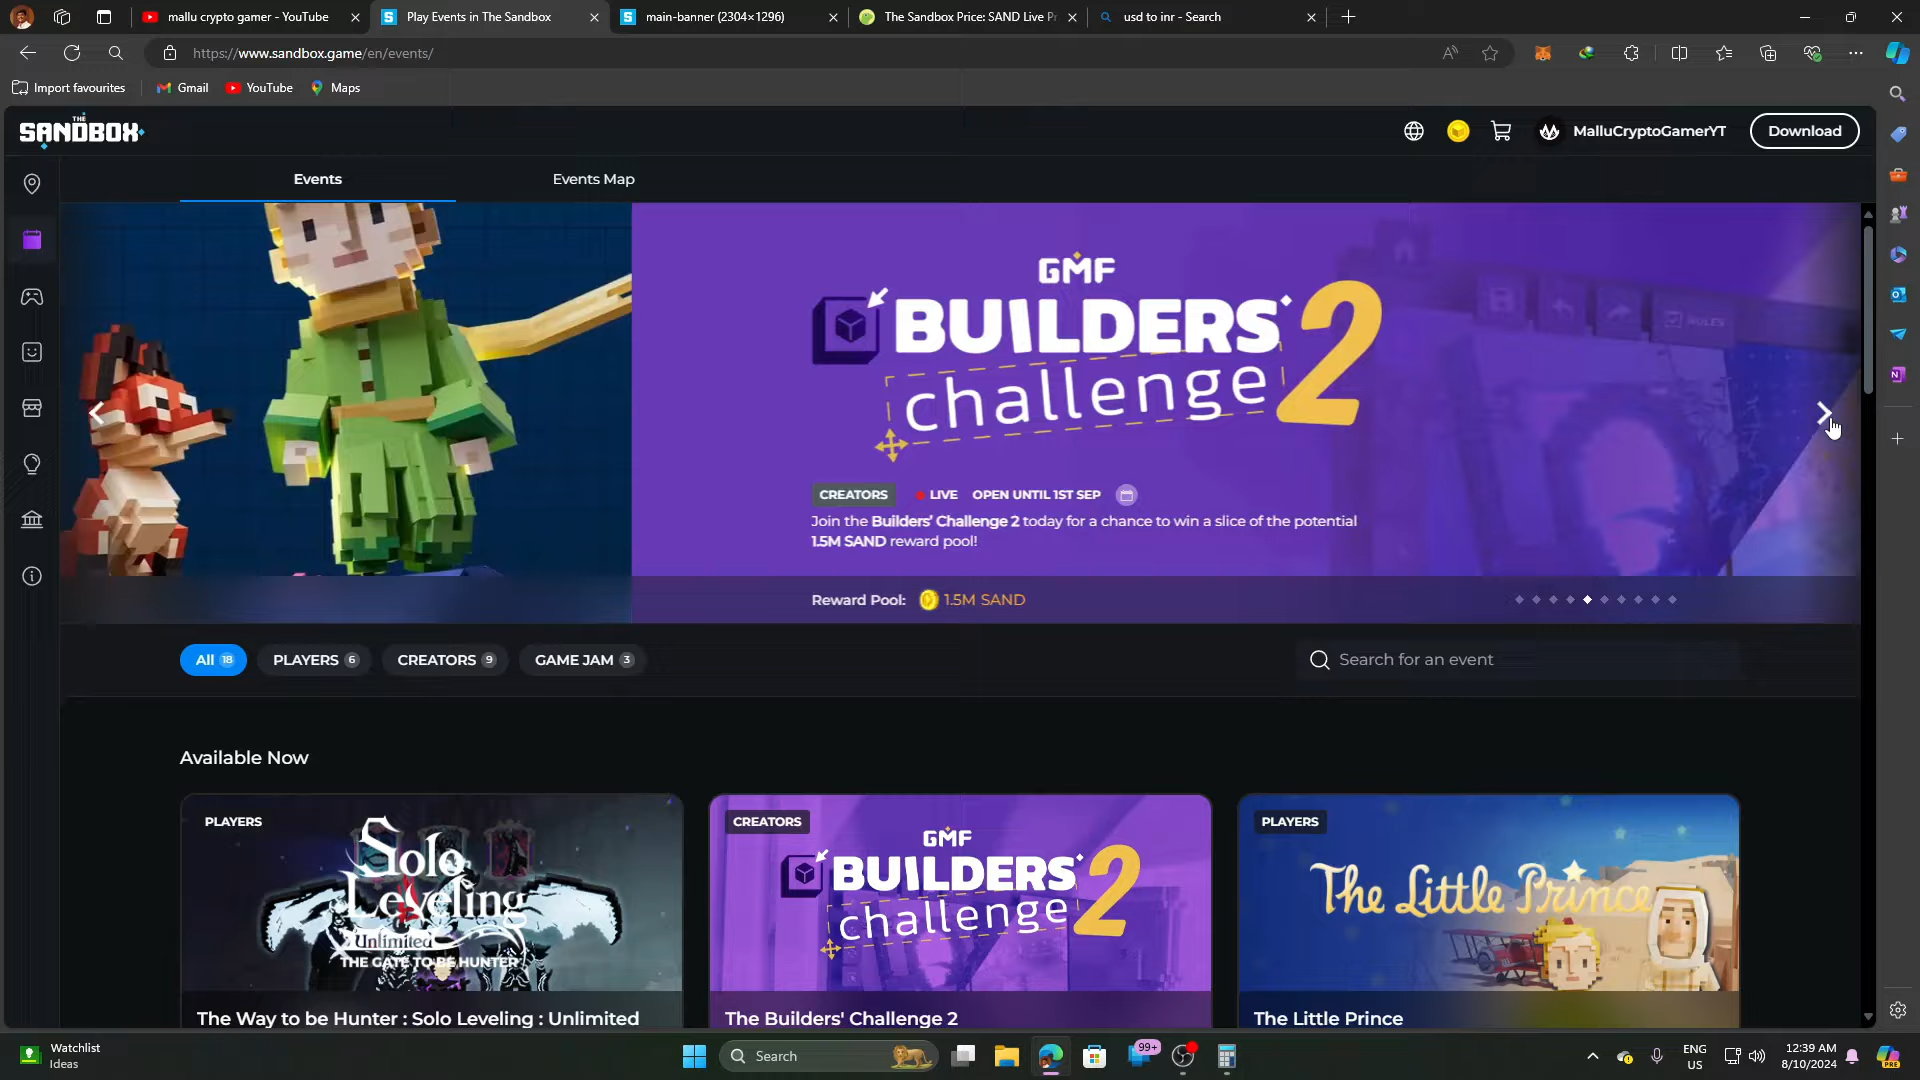 mallu crypto gamer - YouTube
Play Events in The Sandbox
main-banner (2304×1296)
The Sandbox Price: SAND Live Pr
usd to inr - Search
https://www.sandbox.game/en/events/
Import favourites
Gmail
YouTube
Maps
THE
SANDBOX
MalluCryptoGamerYT
Download
Events
Events Map
GMF
BUILDERS'
challenge 2
RULES
CREATORS
LIVE
OPEN UNTIL 1ST SEP
Join the Builders' Challenge 2 today for a chance to win a slice of the potential
1.5M SAND reward pool!
Reward Pool:
1.5M SAND
All 18
PLAYERS 6
CREATORS 9
GAME JAM 3
Search for an event
Available Now
PLAYERS
Solo
Leveling
Unlimited
THE GATE TO BE HUNTER
The Way to be Hunter : Solo Leveling : Unlimited
CREATORS
GMF
BUILDERS'
challenge 2
The Builders' Challenge 2
PLAYERS
The Little Prince
The Little Prince
Watchlist
Ideas
Search
99+
ENG
US
12:39 AM
8/10/2024
PRE